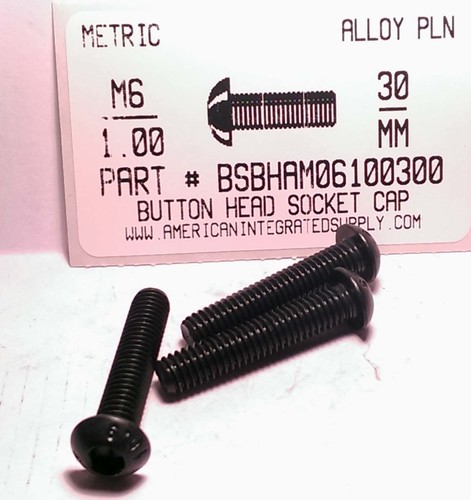 METRIC ALLOY PLN
M6 30
1.00 MM
PART # BSBHAM06100300
BUTTON HEAD SOCKET CAP
WWW.AMERICANINTEGRATEDSUPPLY.COM